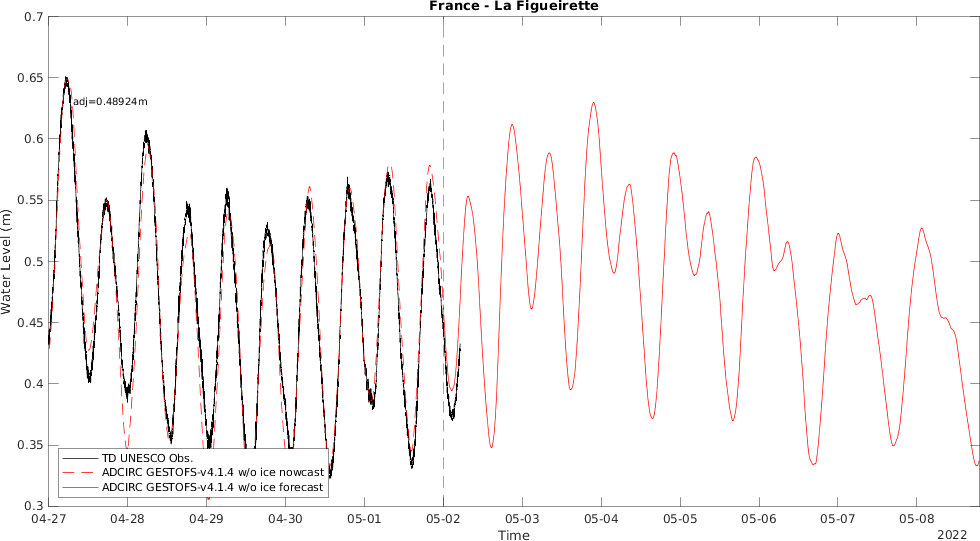 France - La Figueirette
0.7
0.65
adj=0.48924m
0.6
0.55
0.5
0.45
0.4
0.35
0.3
Water Level (m)
TD UNESCO Obs.
ADCIRC GESTOFS-v4.1.4 w/o ice nowcast
ADCIRC GESTOFS-v4.1.4 w/o ice forecast
04-27 04-28 04-29 04-30 05-01 05-02 05-03 05-04 05-05 05-06 05-07 05-08
Time
2022